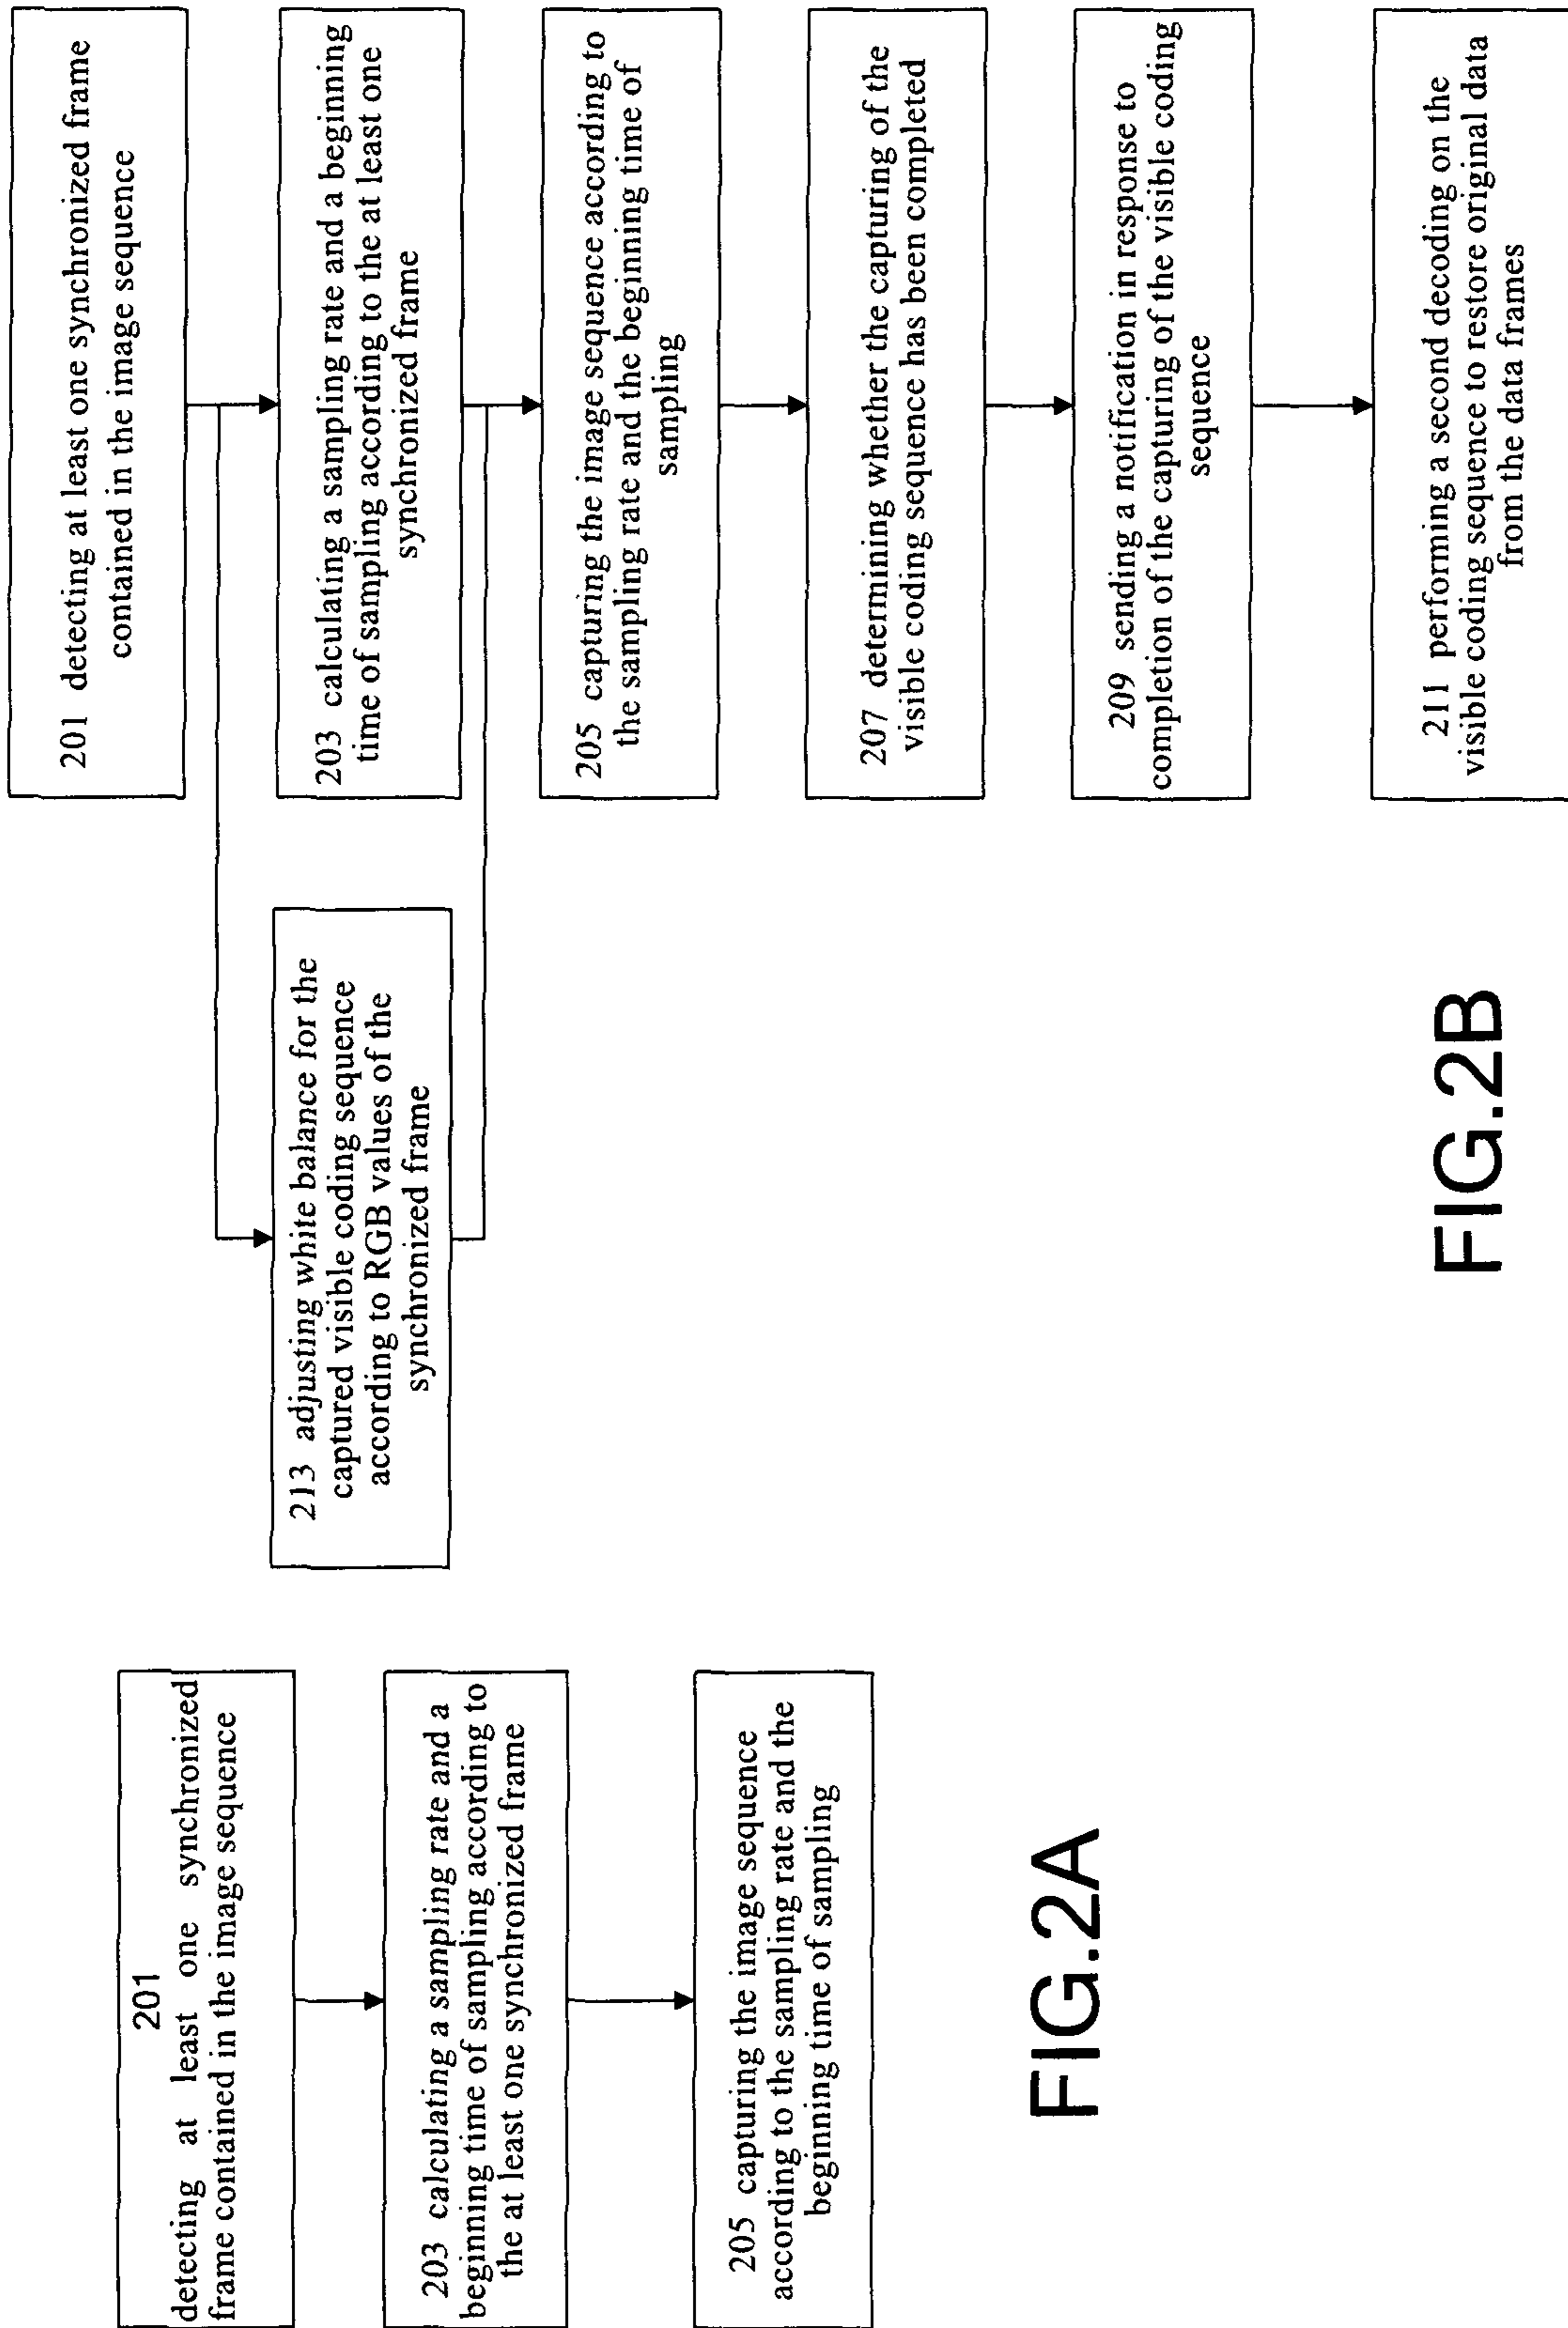 201
detecting at least one synchronized
frame contained in the image sequence
203 calculating a sampling rate and a
beginning time of sampling according to
the at least one synchronized frame
205 capturing the image sequence
according to the sampling rate and the
beginning time of sampling
FIG.2A
201 detecting at least one synchronized frame
contained in the image sequence
213 adjusting white balance for the
captured visible coding sequence
according to RGB values of the
synchronized frame
203 calculating a sampling rate and a beginning
time of sampling according to the at least one
synchronized frame
205 capturing the image sequence according to
the sampling rate and the beginning time of
sampling
207 determining whether the capturing of the
visible coding sequence has been completed
209 sending a notification in response to
completion of the capturing of the visible coding
sequence
211 performing a second decoding on the
visible coding sequence to restore original data
from the data frames
FIG.2B